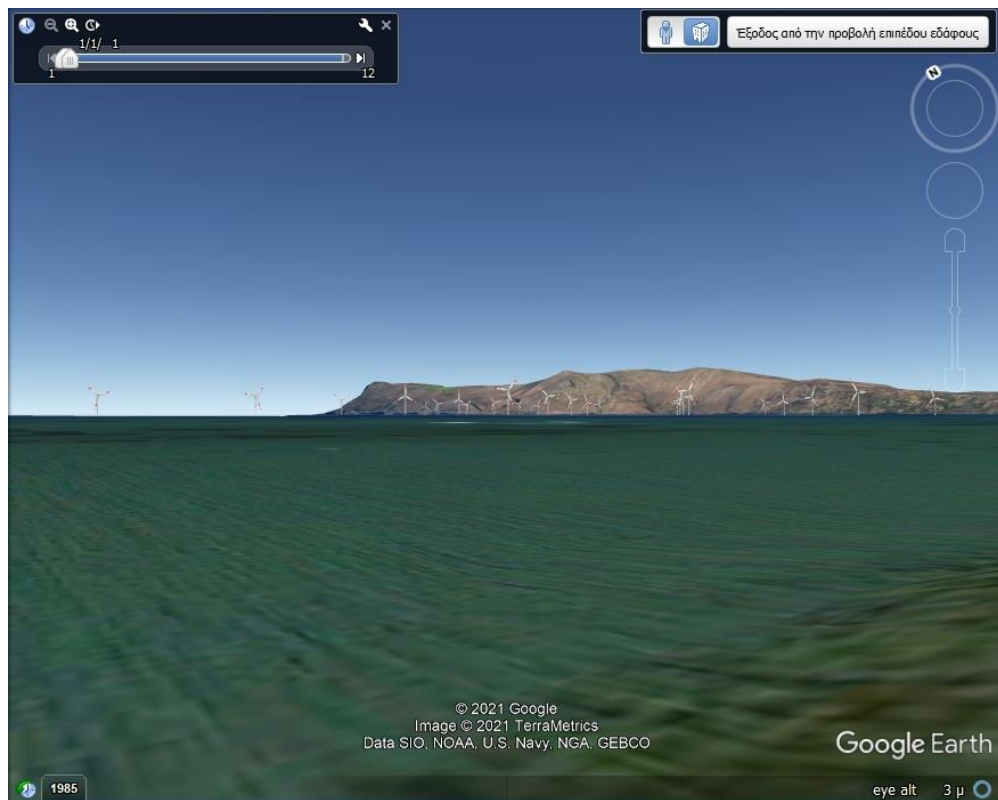 1/1/ 1
1
12
Έξοδος από την προβολή επιπέδου εδάφους
N
© 2021 Google
Image © 2021 TerraMetrics
Data SIO, NOAA, U.S. Navy, NGA, GEBCO
Google Earth
1985
eye alt 3 μ